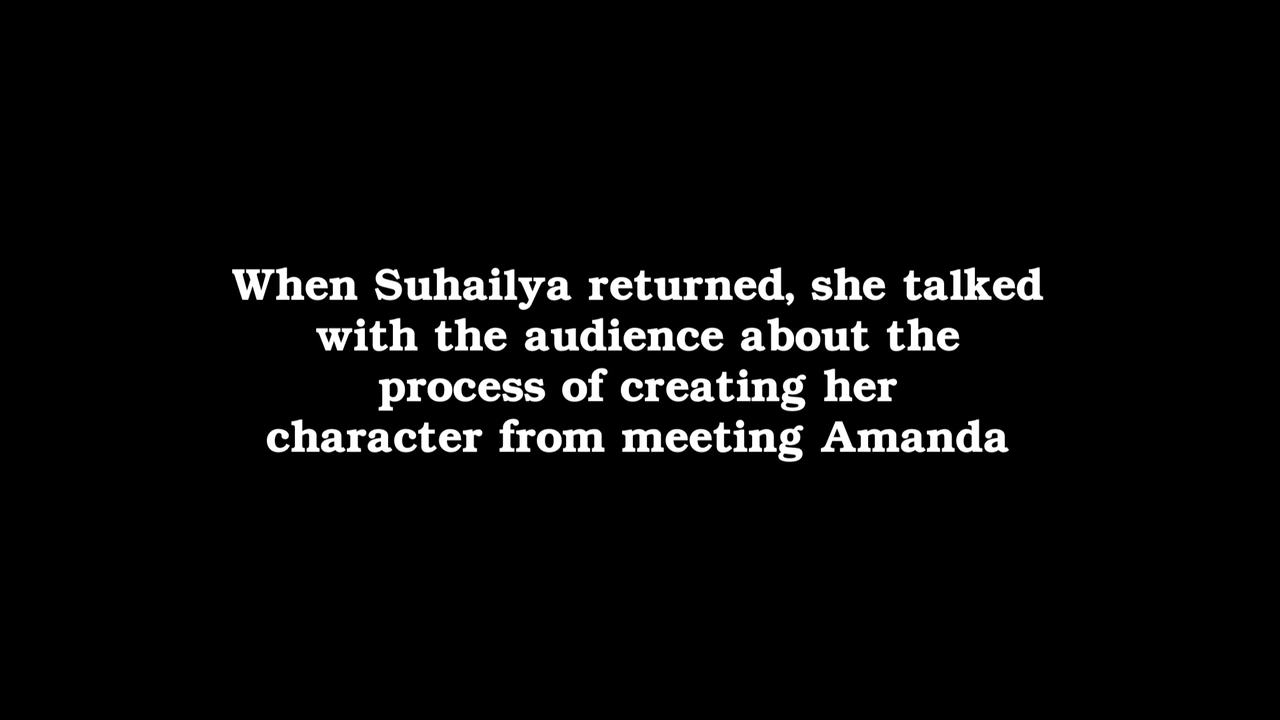 When Suhailya returned, she talked
with the audience about the
process of creating her
character from meeting Amanda